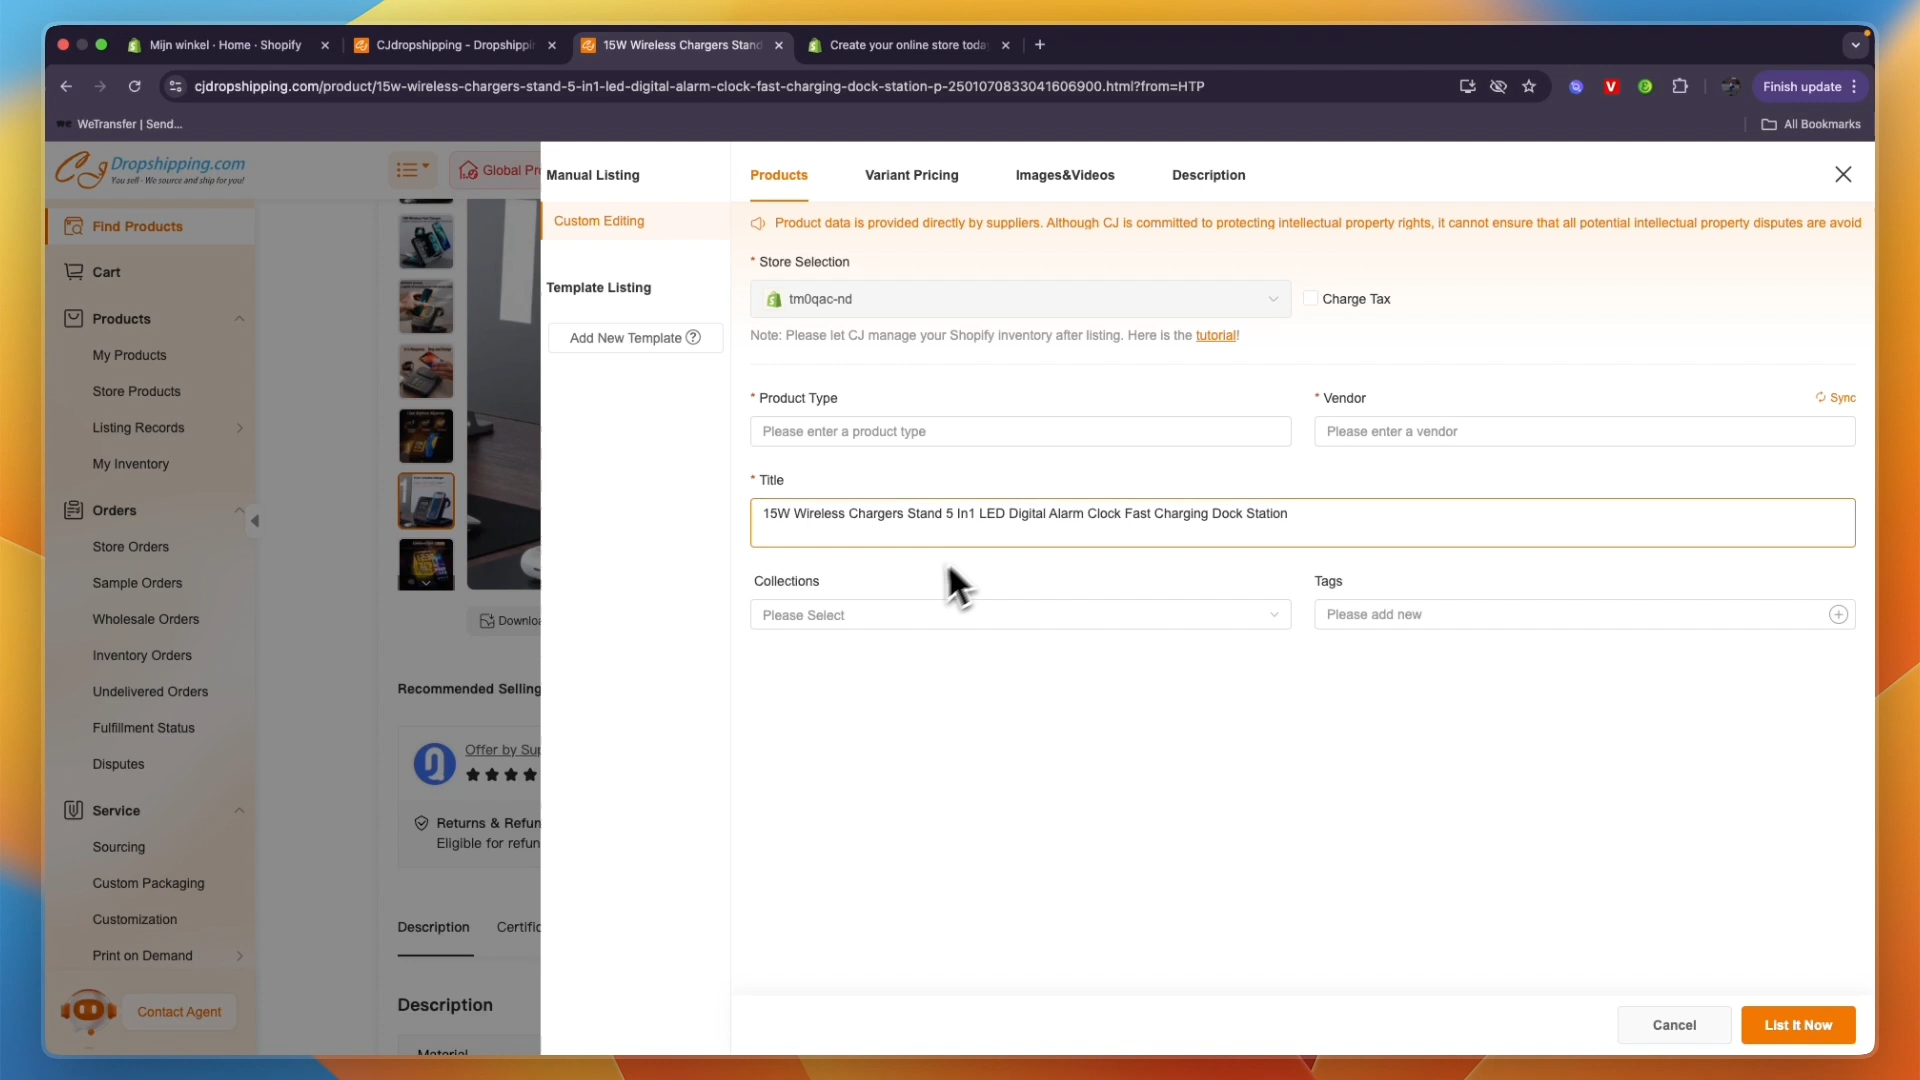 Mijn winkel · Home · Shopify
CJdropshipping - Dropshippi
15W Wireless Chargers Stand
Create your online store toda
cjdropshipping.com/product/15w-wireless-chargers-stand-5-in1-led-digital-alarm-clock-fast-charging-dock-station-p-2501070833041606900.html?from=HTP
Finish update
we WeTransfer | Send...
All Bookmarks
CJ Dropshipping.com
You sell - We source and ship for you!
Global Pr
Find Products
Cart
Products
My Products
Store Products
Listing Records
My Inventory
Orders
Store Orders
Sample Orders
Wholesale Orders
Inventory Orders
Undelivered Orders
Fulfillment Status
Disputes
Service
Sourcing
Custom Packaging
Customization
Print on Demand
Contact Agent
Downloa
Recommended Selling
Offer by Sup
Returns & Refun
Eligible for refun
Description
Certific
Description
Material
Manual Listing
Custom Editing
Template Listing
Add New Template
Products
Variant Pricing
Images&Videos
Description
Product data is provided directly by suppliers. Although CJ is committed to protecting intellectual property rights, it cannot ensure that all potential intellectual property disputes are avoid
* Store Selection
tm0qac-nd
Charge Tax
Note: Please let CJ manage your Shopify inventory after listing. Here is the tutorial!
* Product Type
Please enter a product type
* Vendor
Sync
Please enter a vendor
* Title
15W Wireless Chargers Stand 5 In1 LED Digital Alarm Clock Fast Charging Dock Station
Collections
Please Select
Tags
Please add new
Cancel
List It Now